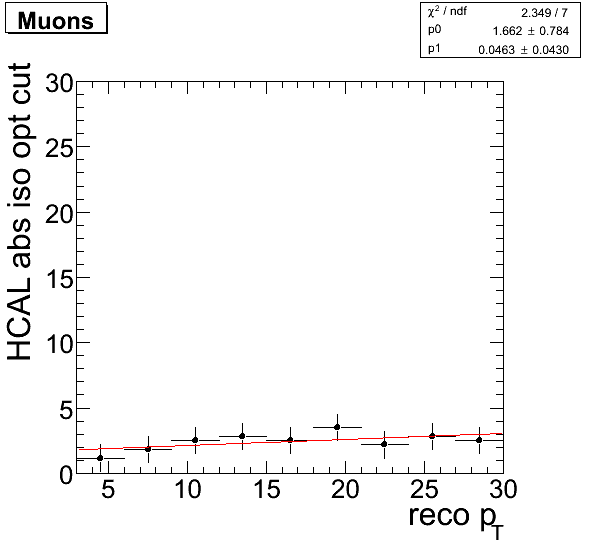 Muons
χ² / ndf 2.349 / 7
p0 1.662 ± 0.784
p1 0.0463 ± 0.0430
HCAL abs iso opt cut
30
25
20
15
10
5
0
5 10 15 20 25 30
reco pT